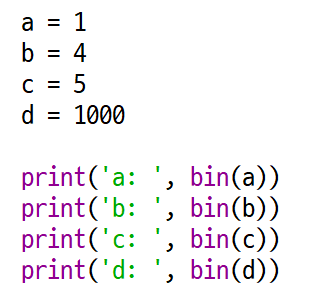 a = 1
b = 4
c = 5
d = 1000

print('a: ', bin(a))
print('b: ', bin(b))
print('c: ', bin(c))
print('d: ', bin(d))